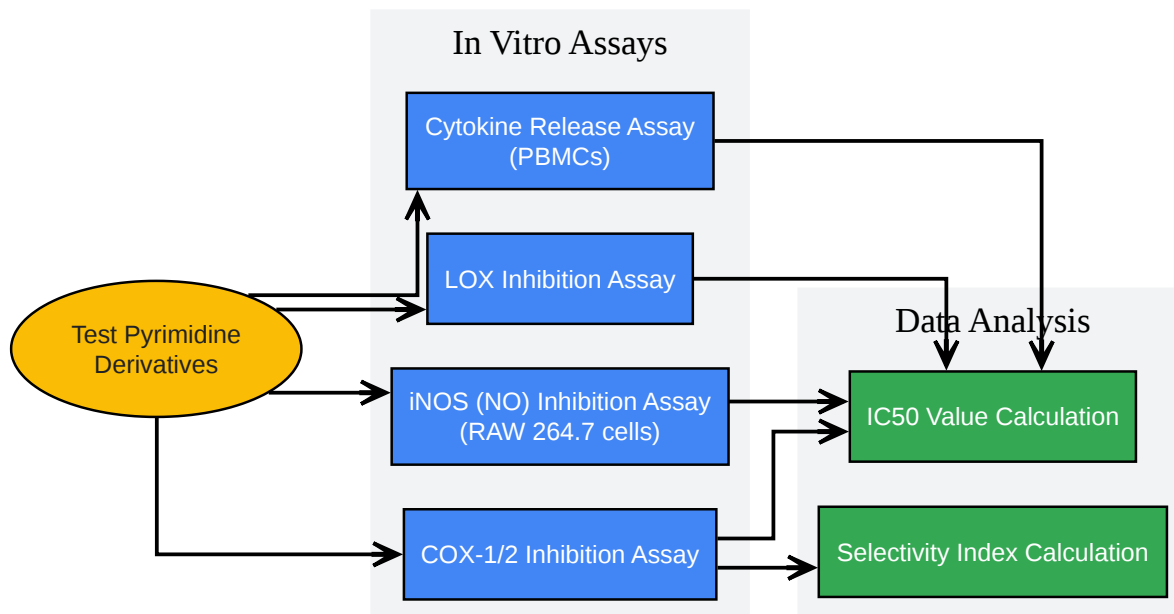 In Vitro Assays
Cytokine Release Assay
(PBMCs)
LOX Inhibition Assay
Test Pyrimidine
Derivatives
iNOS (NO) Inhibition Assay
(RAW 264.7 cells)
COX-1/2 Inhibition Assay
Data Analysis
IC50 Value Calculation
Selectivity Index Calculation